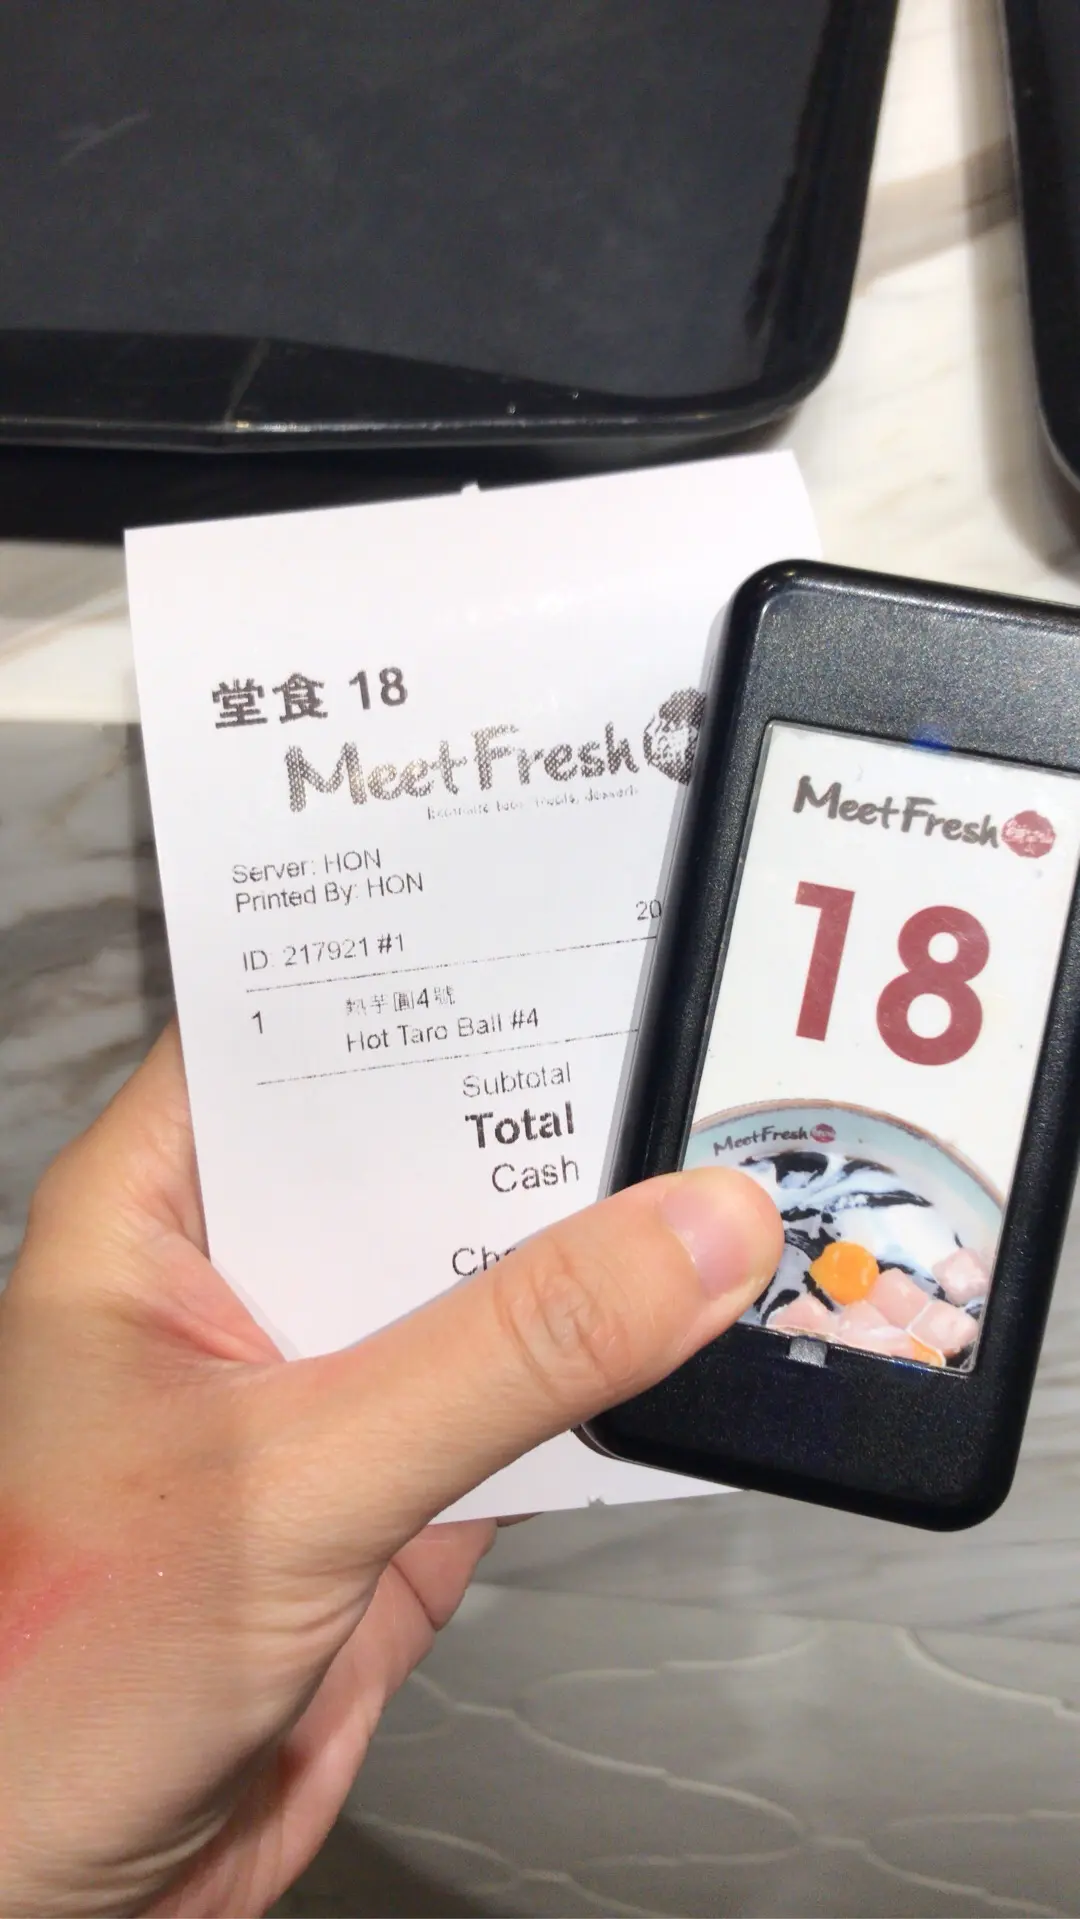 堂食 18
MeetFresh
Server: HON
Printed By: HON
20
ID: 217921 #1
熱芋圓4號
1
Hot Taro Ball #4
Subtotal
Total
Cash
MeetFresh
18
MeetFresh